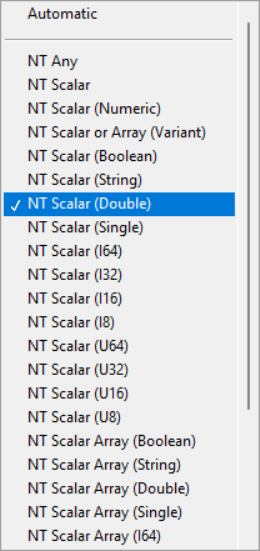 Automatic
NT Any
NT Scalar
NT Scalar (Numeric)
NT Scalar or Array (Variant)
NT Scalar (Boolean)
NT Scalar (String)
✓ NT Scalar (Double)
NT Scalar (Single)
NT Scalar (I64)
NT Scalar (I32)
NT Scalar (I16)
NT Scalar (I8)
NT Scalar (U64)
NT Scalar (U32)
NT Scalar (U16)
NT Scalar (U8)
NT Scalar Array (Boolean)
NT Scalar Array (String)
NT Scalar Array (Double)
NT Scalar Array (Single)
NT Scalar Array (I64)